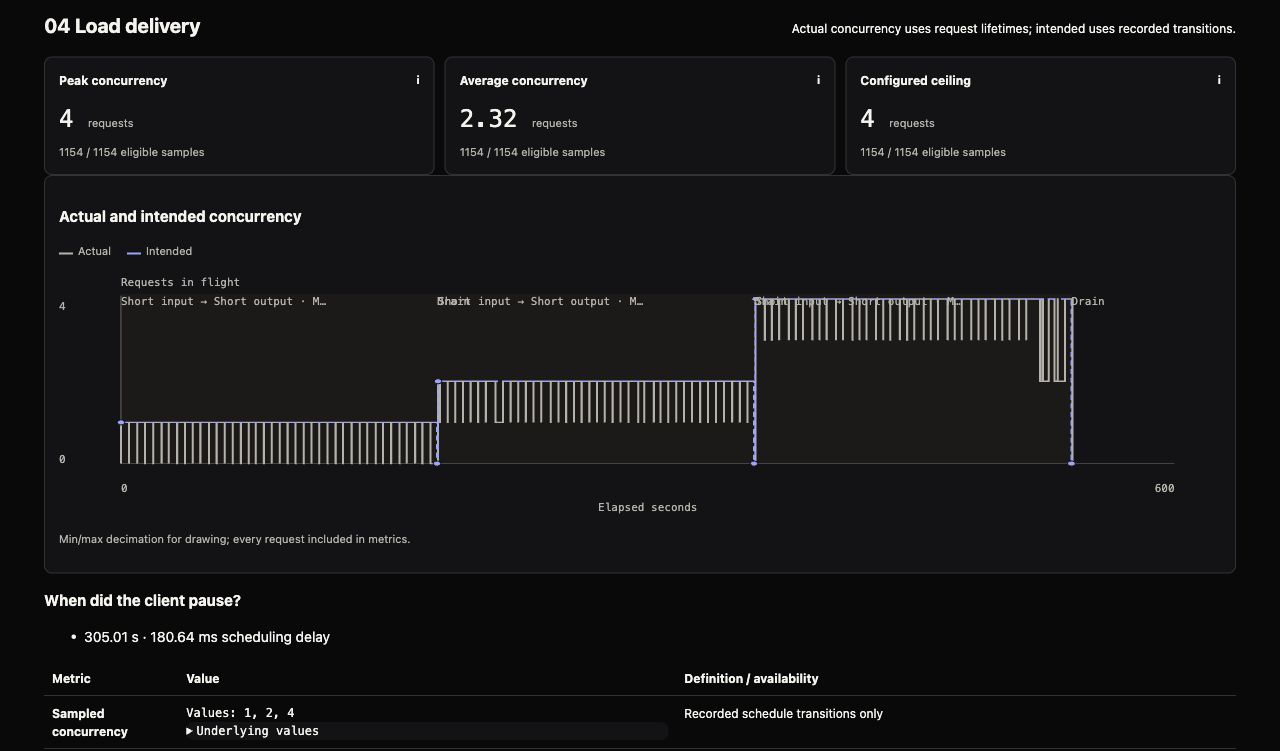 04 Load delivery
Actual concurrency uses request lifetimes; intended uses recorded transitions.
Peak concurrency i
4 requests
1154 / 1154 eligible samples
Average concurrency i
2.32 requests
1154 / 1154 eligible samples
Configured ceiling i
4 requests
1154 / 1154 eligible samples
Actual and intended concurrency
Actual Intended
Requests in flight
4
Short input → Short output · M…
input → Short output · M…
Short output M…
Drain
0
0
600
Elapsed seconds
Min/max decimation for drawing; every request included in metrics.
When did the client pause?
• 305.01 s · 180.64 ms scheduling delay
Metric Value Definition / availability
Sampled concurrency
Values: 1, 2, 4
▶ Underlying values
Recorded schedule transitions only